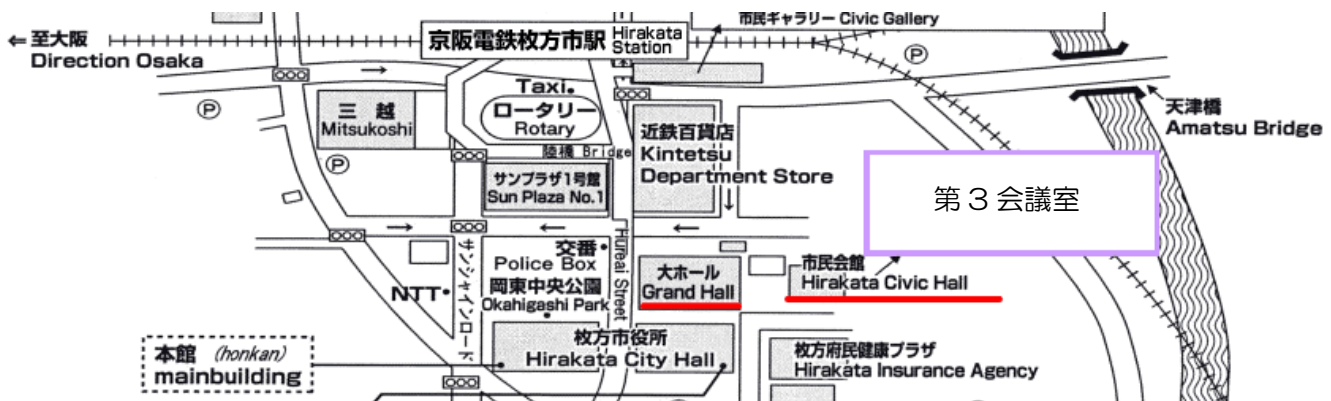 市民ギャラリー Civic Gallery
⇐ 至大阪
Direction Osaka
京阪電鉄枚方市駅 Hirakata Station
P
天津橋
Amatsu Bridge
三越
Mitsukoshi
P
Taxi
ロータリー
Rotary
陸橋 Bridge
近鉄百貨店
Kintetsu
Department Store
P
サンプラザ1号館
Sun Plaza No.1
第3会議室
交番
Police Box
岡東中央公園
Okahigashi Park
NTT
サンシャインロード
Hureai Street
大ホール
Grand Hall
市民会館
Hirakata Civic Hall
枚方市役所
Hirakata City Hall
本館 (honkan)
mainbuilding
枚方府民健康プラザ
Hirakata Insurance Agency